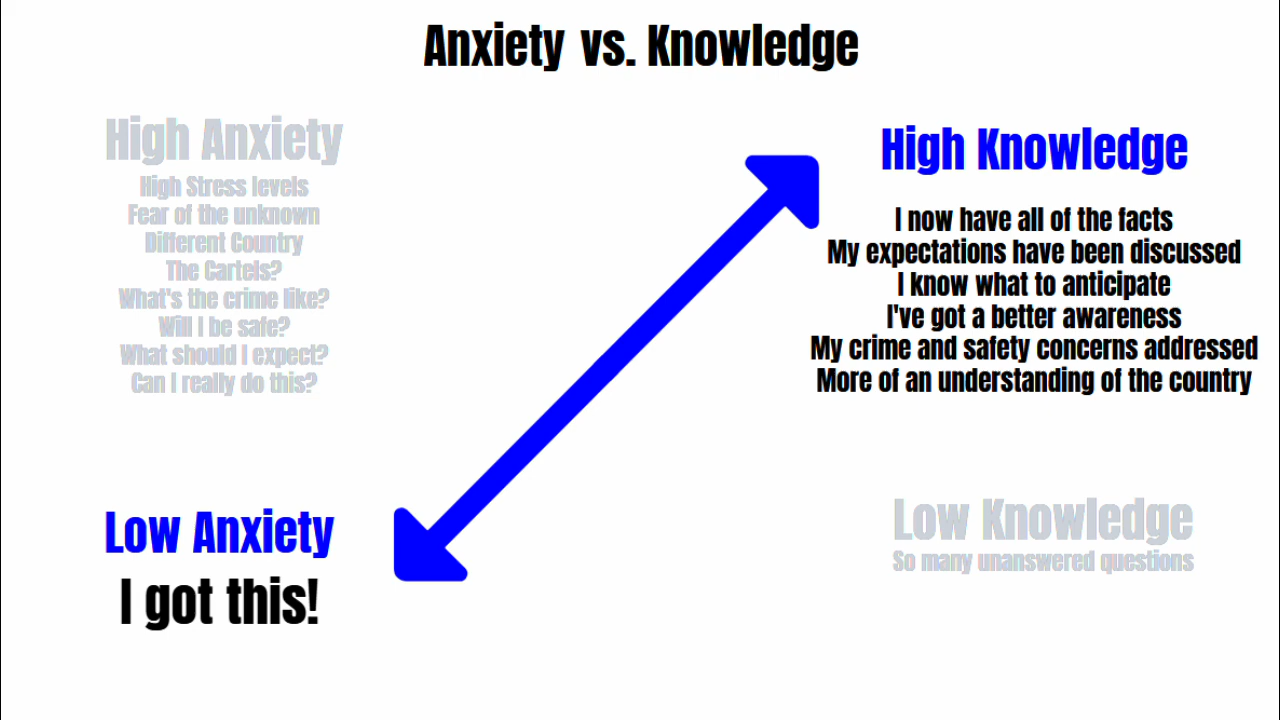 Anxiety vs. Knowledge
High Anxiety
High Stress levels
Fear of the unknown
Different Country
The Cartels?
What's the crime like?
Will I be safe?
What should I expect?
Can I really do this?
High Knowledge
I now have all of the facts
My expectations have been discussed
I know what to anticipate
I've got a better awareness
My crime and safety concerns addressed
More of an understanding of the country
Low Anxiety
I got this!
Low Knowledge
So many unanswered questions